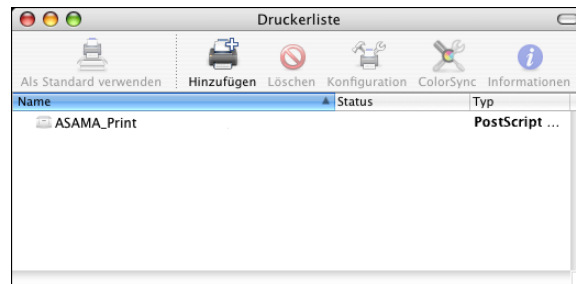 Druckerliste
Als Standard verwenden Hinzufügen Löschen Konfiguration ColorSync Informationen
Name Status Typ
ASAMA_Print PostScript ...